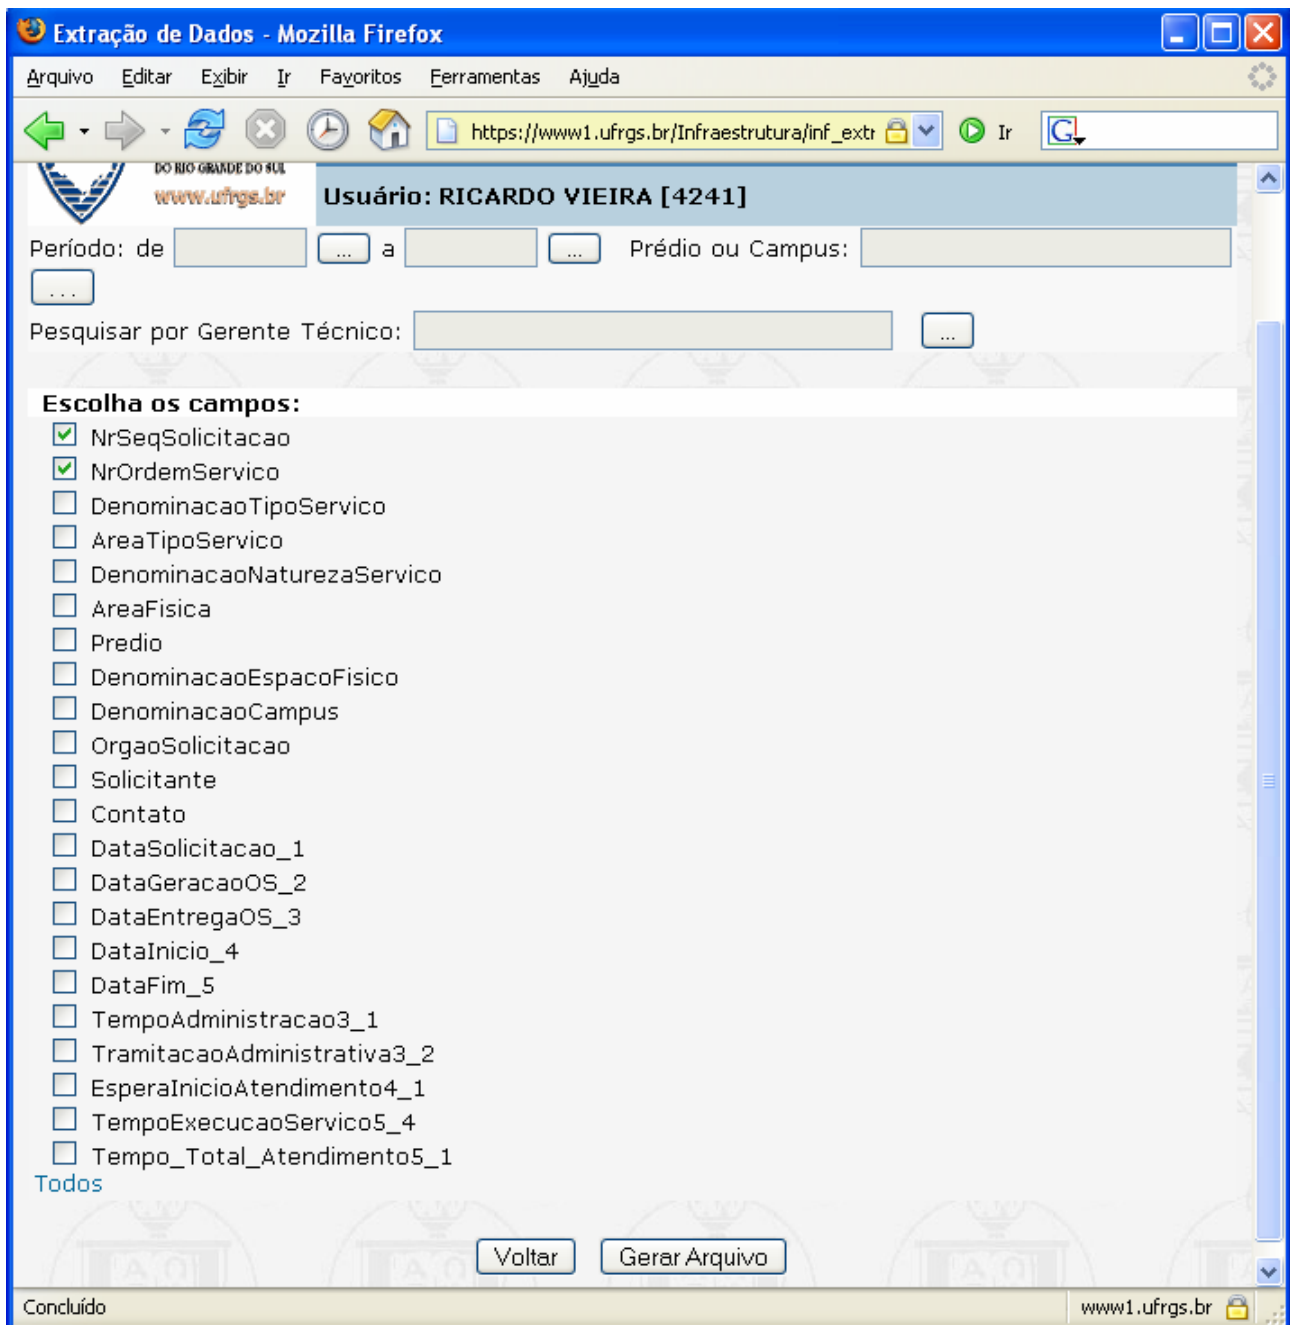 Extração de Dados - Mozilla Firefox
Arquivo Editar Exibir Ir Favoritos Ferramentas Ajuda
https://www1.ufrgs.br/Infraestrutura/inf_extr Ir G
DO RIO GRANDE DO SUL
www.ufrgs.br
Usuário: RICARDO VIEIRA [4241]
Período: de ... a ... Prédio ou Campus:
...
Pesquisar por Gerente Técnico: ...
Escolha os campos:
NrSeqSolicitacao
NrOrdemServico
DenominacaoTipoServico
AreaTipoServico
DenominacaoNaturezaServico
AreaFisica
Predio
DenominacaoEspacoFisico
DenominacaoCampus
OrgaoSolicitacao
Solicitante
Contato
DataSolicitacao_1
DataGeracaoOS_2
DataEntregaOS_3
DataInicio_4
DataFim_5
TempoAdministracao3_1
TramitacaoAdministrativa3_2
EsperaInicioAtendimento4_1
TempoExecucaoServico5_4
Tempo_Total_Atendimento5_1
Todos
Voltar Gerar Arquivo
Concluído www1.ufrgs.br